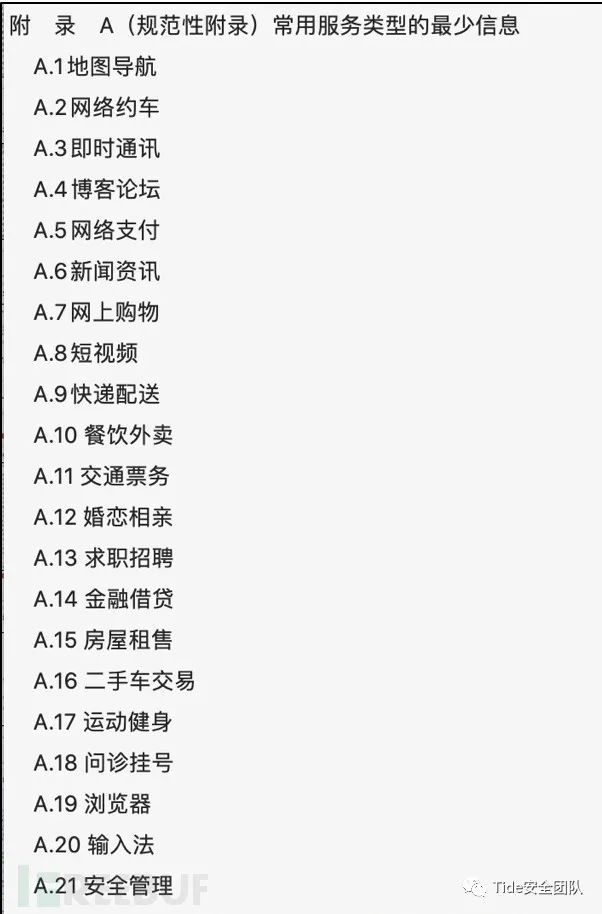 附 录 A（规范性附录）常用服务类型的最少信息
A.1地图导航
A.2网络约车
A.3即时通讯
A.4博客论坛
A.5网络支付
A.6新闻资讯
A.7网上购物
A.8短视频
A.9快递配送
A.10 餐饮外卖
A.11 交通票务
A.12 婚恋相亲
A.13 求职招聘
A.14 金融借贷
A.15 房屋租售
A.16 二手车交易
A.17 运动健身
A.18 问诊挂号
A.19 浏览器
A.20 输入法
A.21 安全管理
FREEBUF
Tide安全团队